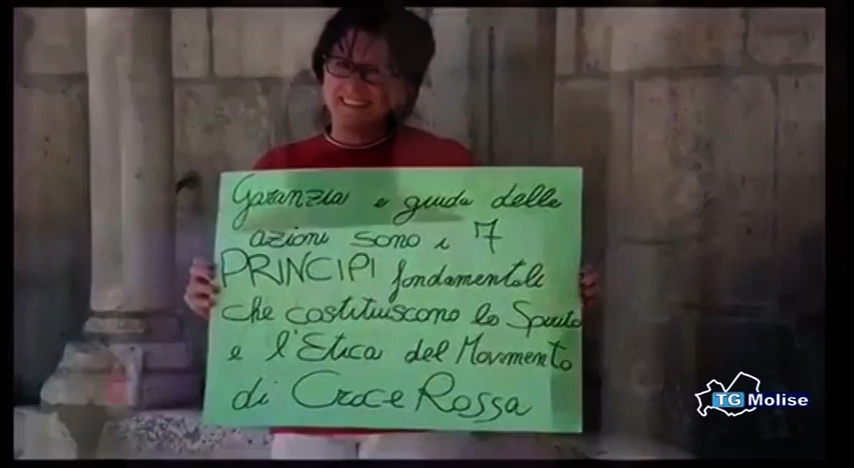 Garanzia e guida delle
azioni sono i 7
PRINCIPI fondamentali
che costituiscono lo Spirito
e l'Etica del Movimento
di Croce Rossa
TG Molise